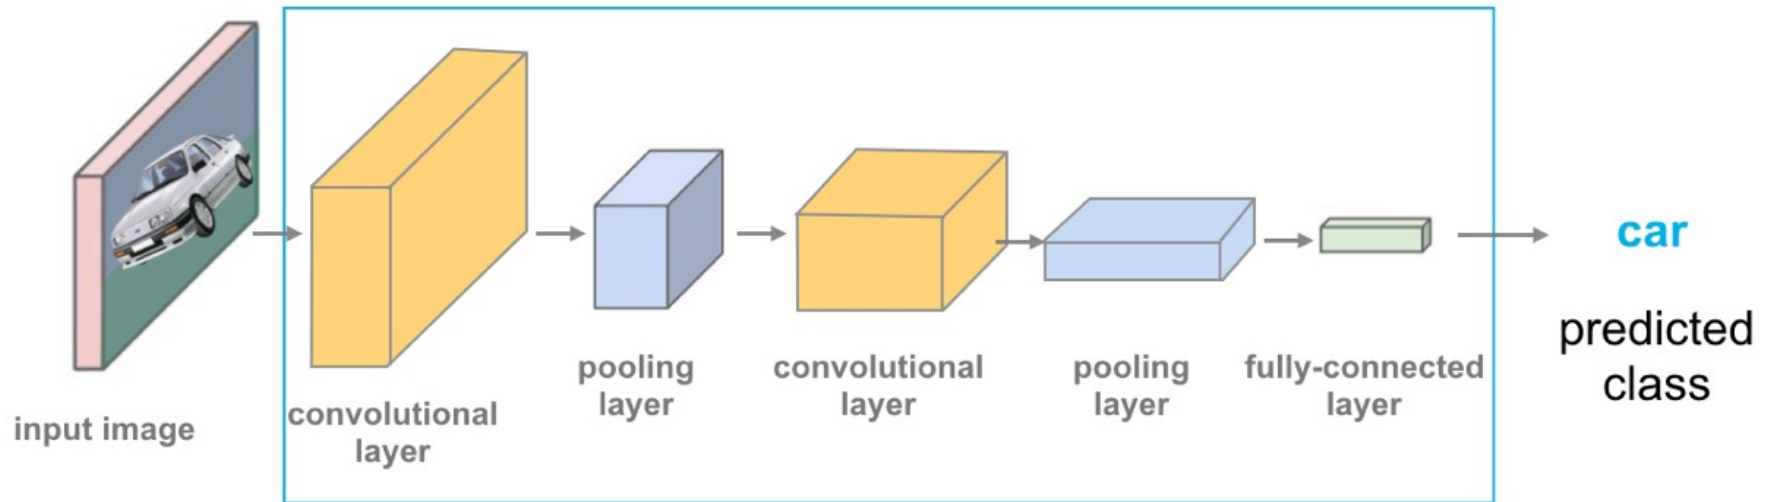 input image
convolutional
layer
pooling
layer
convolutional
layer
pooling
layer
fully-connected
layer
car
predicted
class